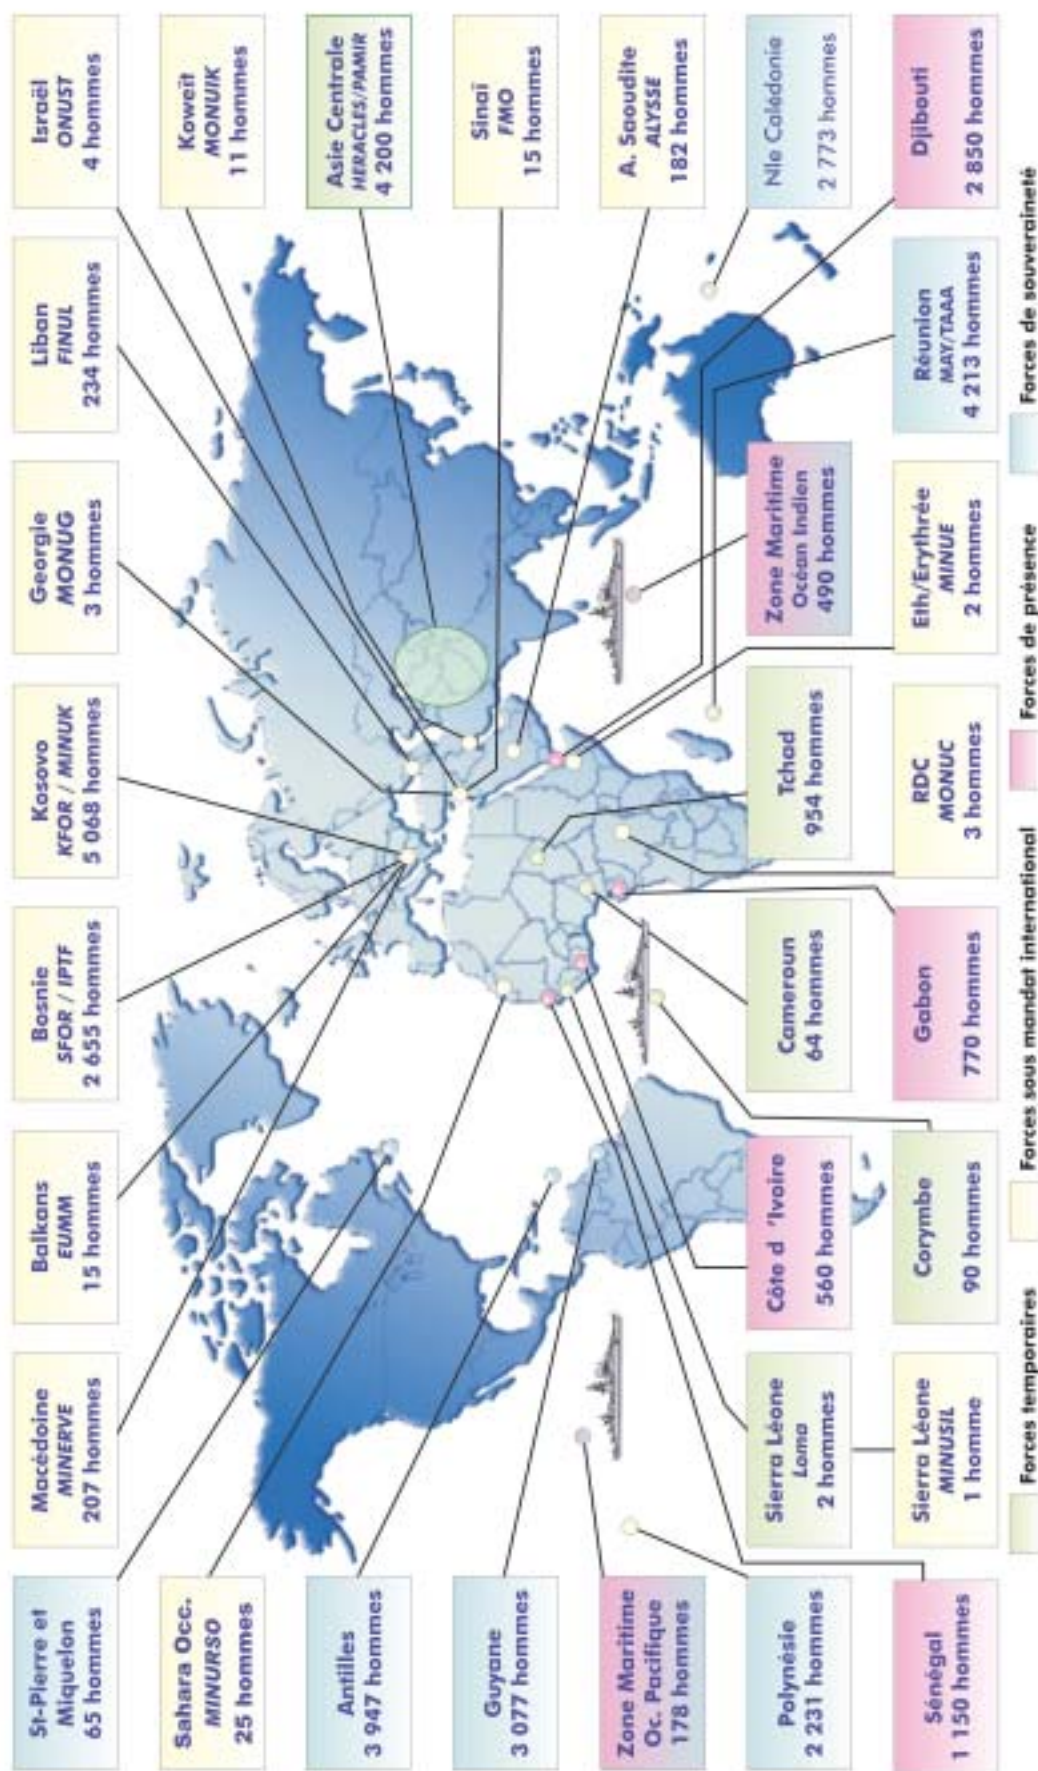 St-Pierre et
Miquelon
65 hommes
Macédoine
MINERVE
207 hommes
Balkans
EUMM
15 hommes
Bosnie
SFOR / IPTF
2 655 hommes
Kosovo
KFOR / MINUK
5 068 hommes
Georgie
MONUG
3 hommes
Liban
FINUL
234 hommes
Israël
ONUST
4 hommes
Sahara Occ.
MINURSO
25 hommes
Koweït
MONUIK
11 hommes
Antilles
3 947 hommes
Asie Centrale
HERACLES/PAMIR
4 200 hommes
Guyane
3 077 hommes
Sinaï
FMO
15 hommes
Zone Maritime
Oc. Pacifique
178 hommes
A. Saoudite
ALYSSE
182 hommes
Polynésie
2 231 hommes
Sierra Léone
Loma
2 hommes
Côte d 'Ivoire
560 hommes
Cameroun
64 hommes
Tchad
954 hommes
Zone Maritime
Océan Indien
490 hommes
Nle Calédonie
2 773 hommes
Sénégal
1 150 hommes
Sierra Léone
MINUSIL
1 homme
Corymbe
90 hommes
Gabon
770 hommes
RDC
MONUC
3 hommes
Eth/Erythrée
MINUE
2 hommes
Réunion
MAY/TAAA
4 213 hommes
Djibouti
2 850 hommes
Forces temporaires
Forces sous mandat international
Forces de présence
Forces de souveraineté